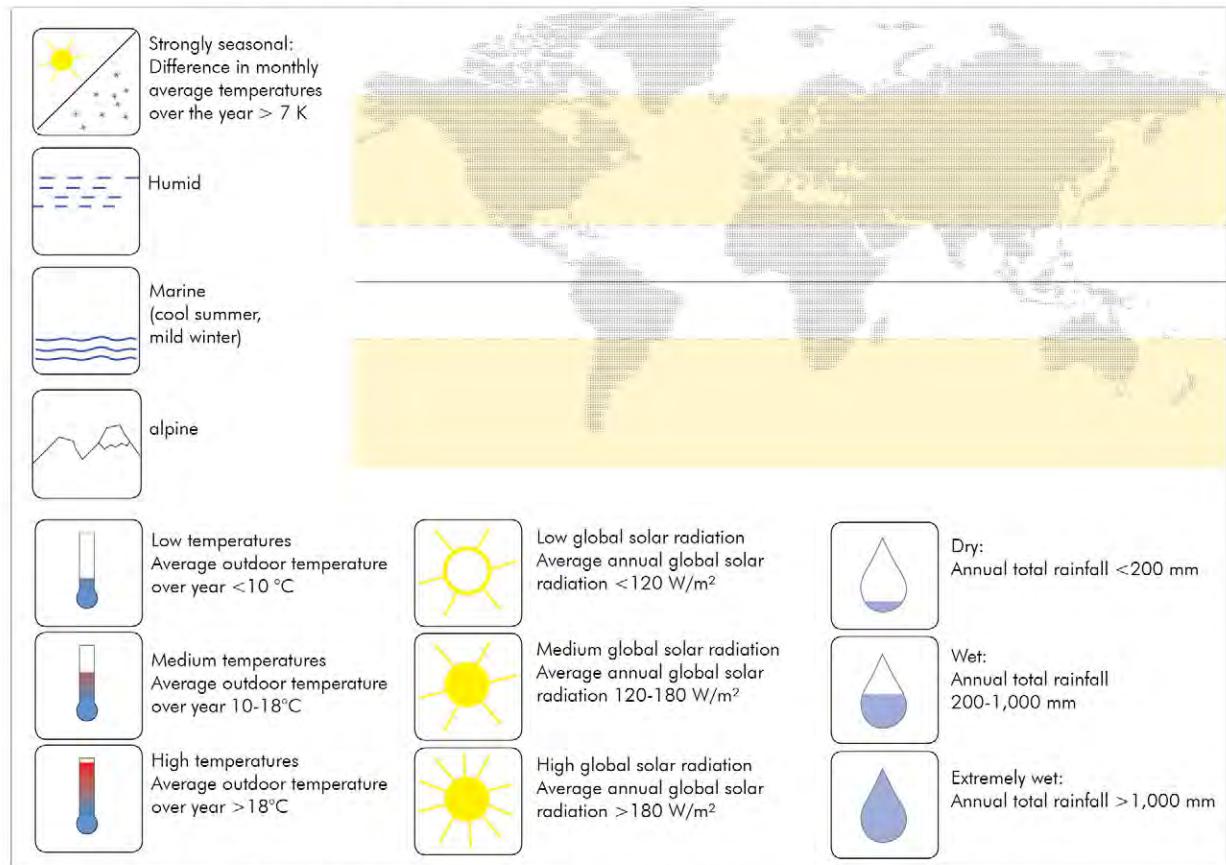 Strongly seasonal:
Difference in monthly
average temperatures
over the year > 7 K
Humid
Marine
(cool summer,
mild winter)
alpine
Low temperatures
Average outdoor temperature
over year <10 °C
Medium temperatures
Average outdoor temperature
over year 10-18°C
High temperatures
Average outdoor temperature
over year >18°C
Low global solar radiation
Average annual global solar
radiation <120 W/m²
Medium global solar radiation
Average annual global solar
radiation 120-180 W/m²
High global solar radiation
Average annual global solar
radiation >180 W/m²
Dry:
Annual total rainfall <200 mm
Wet:
Annual total rainfall
200-1,000 mm
Extremely wet:
Annual total rainfall >1,000 mm